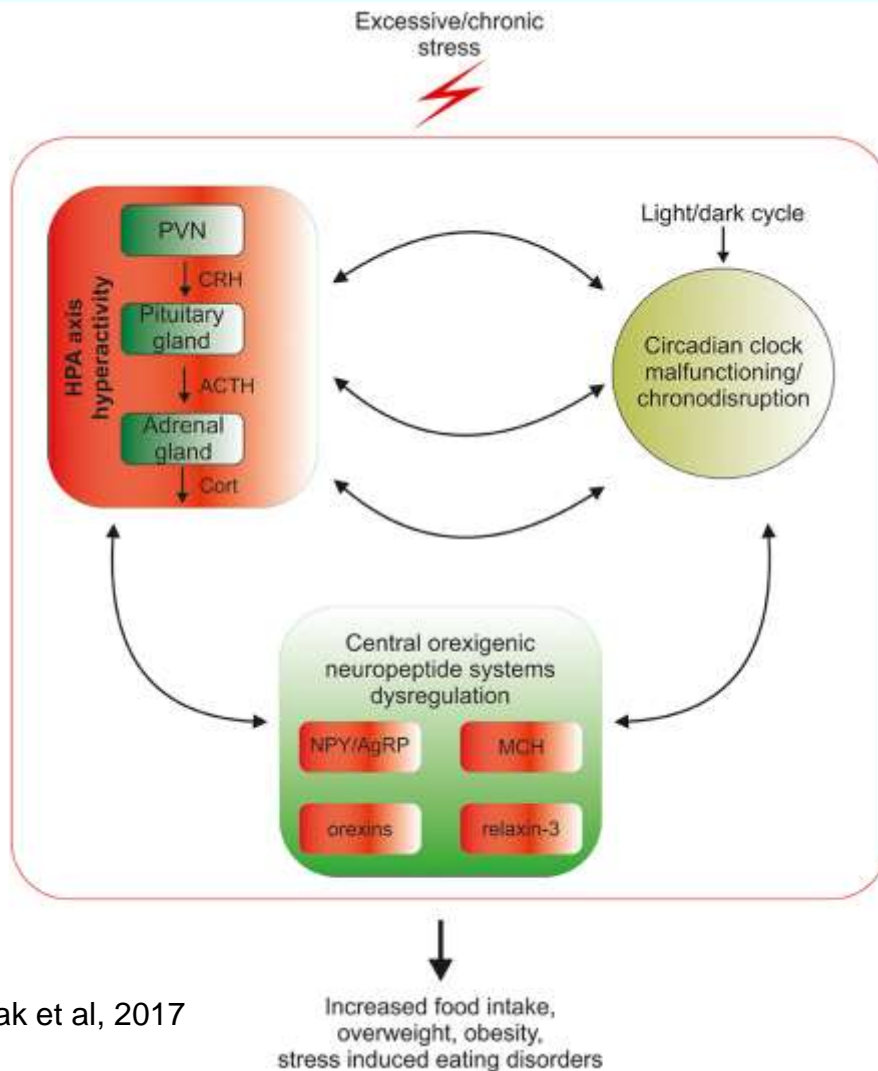 Excessive/chronic
stress
HPA axis
hyperactivity
PVN
CRH
Pituitary
gland
ACTH
Adrenal
gland
Cort
Light/dark cycle
Circadian clock
malfunctioning/
chronodisruption
Central orexigenic
neuropeptide systems
dysregulation
NPY/AgRP
MCH
orexins
relaxin-3
ak et al, 2017
Increased food intake,
overweight, obesity,
stress induced eating disorders